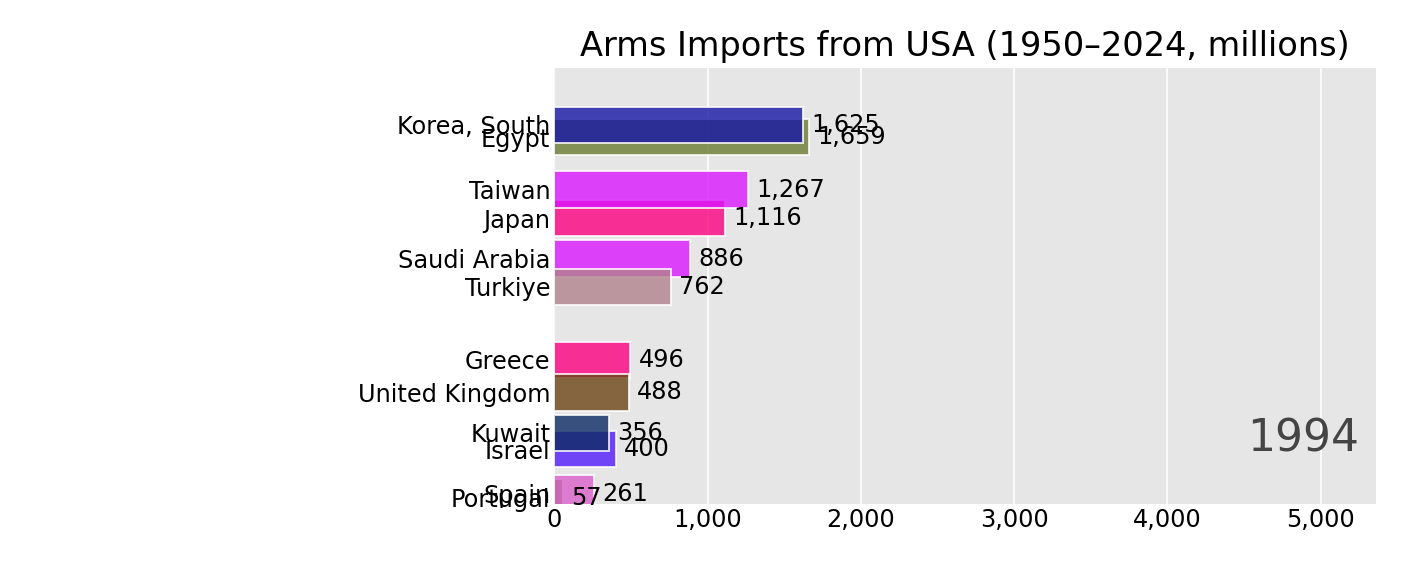 Arms Imports from USA (1950–2024, millions)
Korea, South 1,625
Egypt 1,659
Taiwan 1,267
Japan 1,116
Saudi Arabia 886
Turkiye 762
Greece 496
United Kingdom 488
Kuwait 356
Israel 400
Spain 261
Portugal 57
1994
0 1,000 2,000 3,000 4,000 5,000